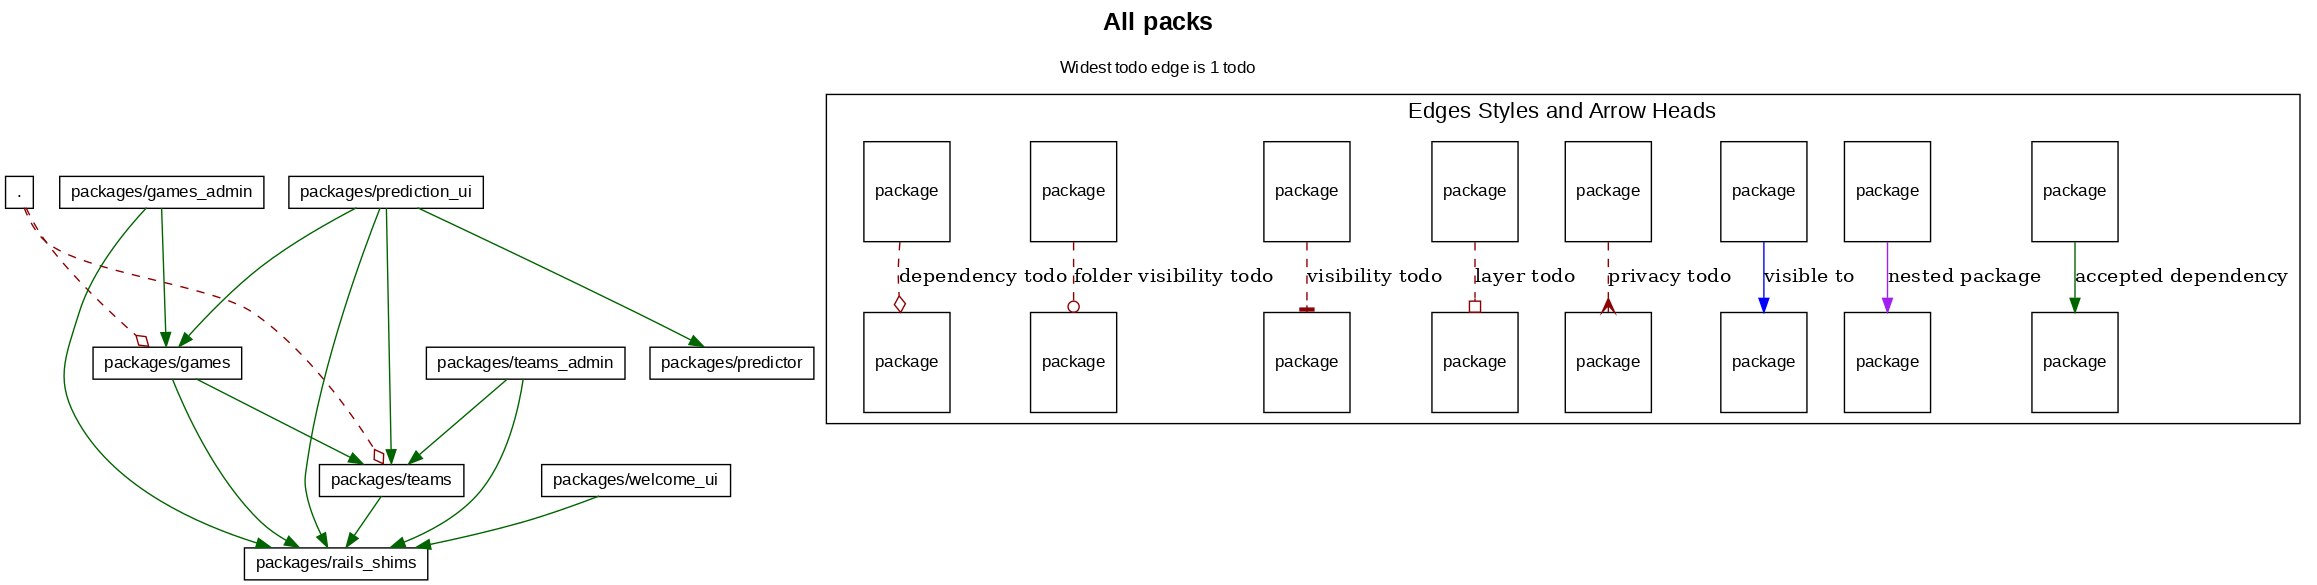 All packs
Widest todo edge is 1 todo
Edges Styles and Arrow Heads
package package package package package package package package
. packages/games_admin packages/prediction_ui
dependency todo folder visibility todo visibility todo layer todo privacy todo visible to nested package accepted dependency
packages/games packages/teams_admin packages/predictor
package package package package package package package package
packages/teams packages/welcome_ui
packages/rails_shims